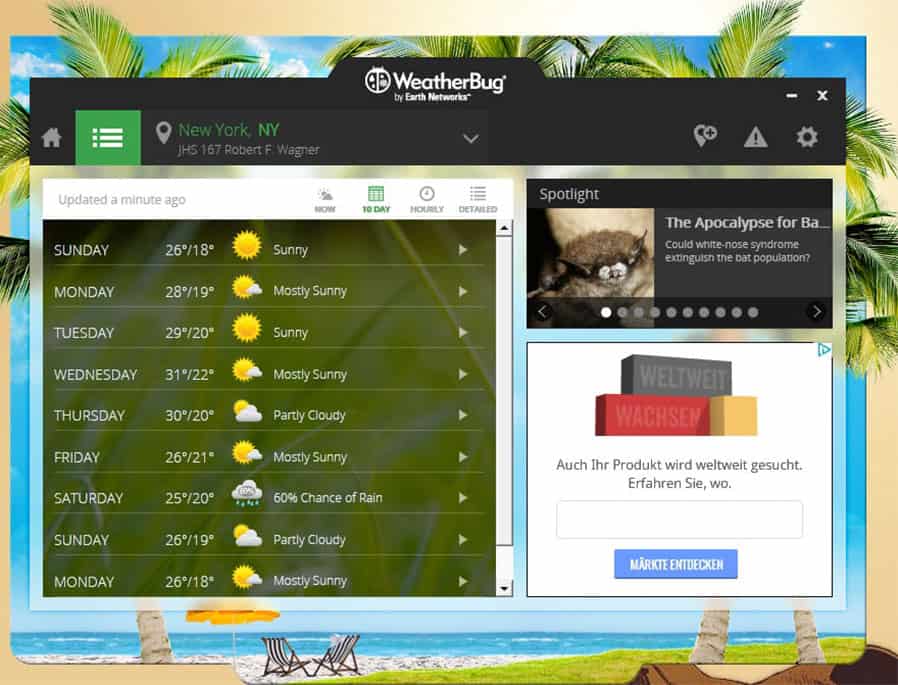 WeatherBug®
by Earth Networks™
New York, NY
JHS 167 Robert F. Wagner
Updated a minute ago
NOW
10 DAY
HOURLY
DETAILED
SUNDAY 26°/18° Sunny
MONDAY 28°/19° Mostly Sunny
TUESDAY 29°/20° Sunny
WEDNESDAY 31°/22° Mostly Sunny
THURSDAY 30°/20° Partly Cloudy
FRIDAY 26°/21° Mostly Sunny
SATURDAY 25°/20° 60% Chance of Rain
SUNDAY 26°/19° Partly Cloudy
MONDAY 26°/18° Mostly Sunny
Spotlight
The Apocalypse for Ba...
Could white-nose syndrome
extinguish the bat population?
WELTWEIT
WACHSEN
Auch Ihr Produkt wird weltweit gesucht.
Erfahren Sie, wo.
MÄRKTE ENTDECKEN